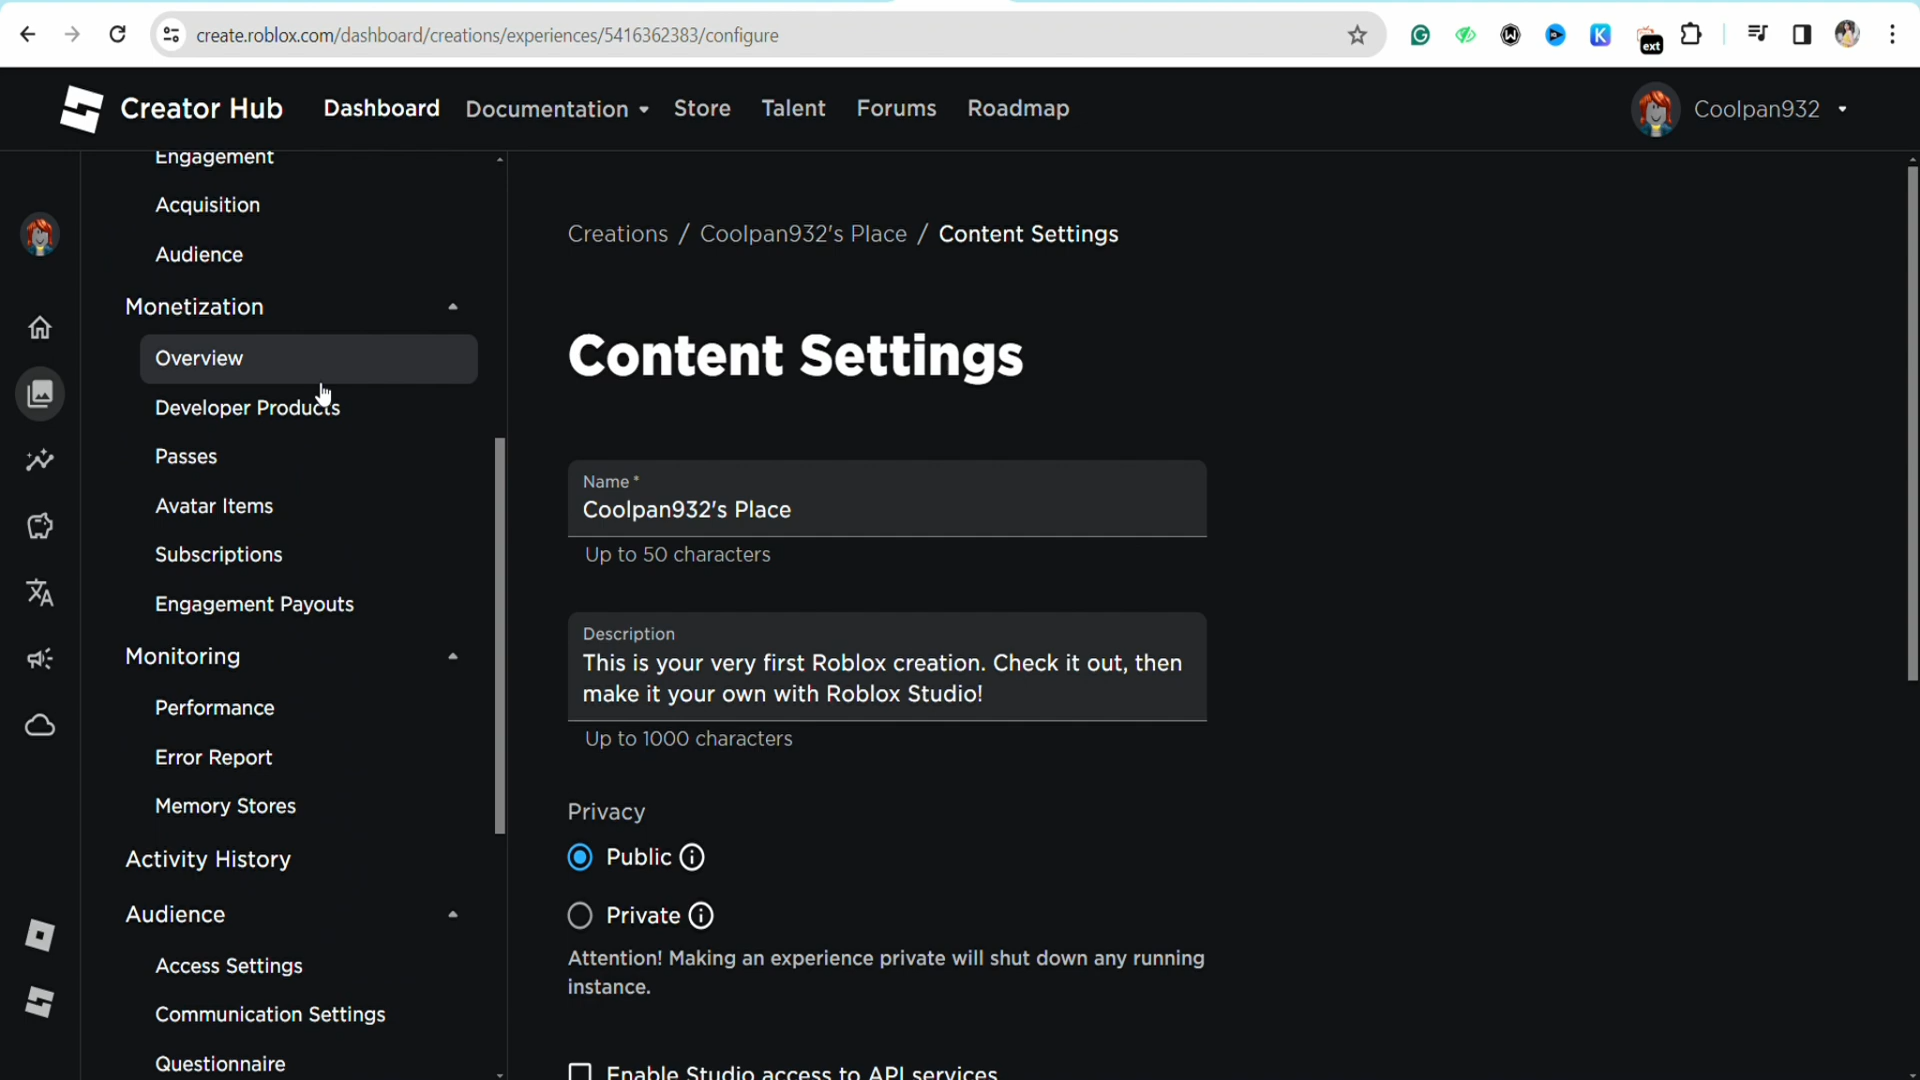 create.roblox.com/dashboard/creations/experiences/5416362383/configure
ext
Creator Hub
Dashboard
Documentation
Store
Talent
Forums
Roadmap
Coolpan932
Engagement
Acquisition
Audience
Monetization
Overview
Developer Products
Passes
Avatar Items
Subscriptions
Engagement Payouts
Monitoring
Performance
Error Report
Memory Stores
Activity History
Audience
Access Settings
Communication Settings
Questionnaire
Creations / Coolpan932's Place / Content Settings
Content Settings
Name *
Coolpan932's Place
Up to 50 characters
Description
This is your very first Roblox creation. Check it out, then
make it your own with Roblox Studio!
Up to 1000 characters
Privacy
Public
Private
Attention! Making an experience private will shut down any running
instance.
Enable Studio access to API services